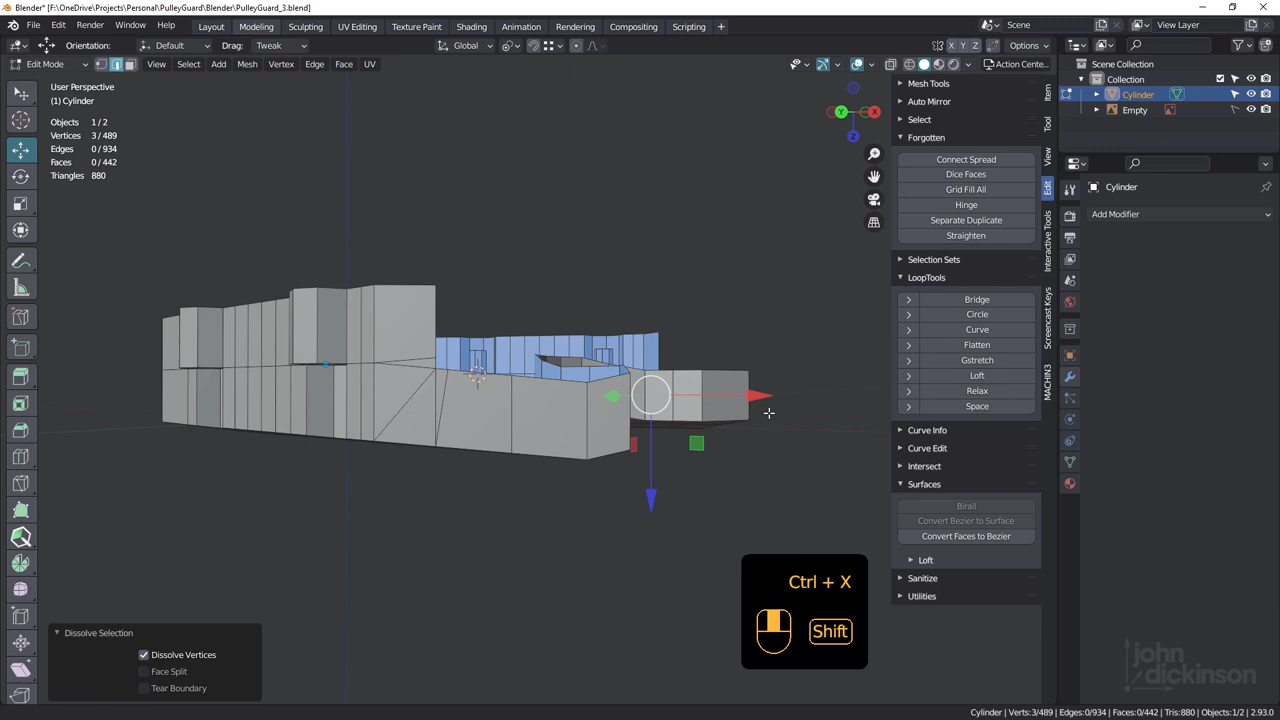 Blender* [F:\OneDrive\Projects\Personal\PulleyGuard\Blender\PulleyGuard_3.blend]
File Edit Render Window Help Layout Modeling Sculpting UV Editing Texture Paint Shading Animation Rendering Compositing Scripting + Scene View Layer
Orientation: Default Drag: Tweak Global X Y Z Options
Edit Mode View Select Add Mesh Vertex Edge Face UV Action Cente...
User Perspective
(1) Cylinder
Objects 1 / 2
Vertices 3 / 489
Edges 0 / 934
Faces 0 / 442
Triangles 880
Y X
Z
Mesh Tools
Auto Mirror
Select
Forgotten
Connect Spread
Dice Faces
Grid Fill All
Hinge
Separate Duplicate
Straighten
Selection Sets
LoopTools
Bridge
Circle
Curve
Flatten
Gstretch
Loft
Relax
Space
Curve Info
Curve Edit
Intersect
Surfaces
Birail
Convert Bezier to Surface
Convert Faces to Bezier
Loft
Sanitize
Utilities
Item
Tool
View
Edit
Interactive Tools
Screencast Keys
MACHIN3
Scene Collection
Collection
Cylinder
Empty
Cylinder
Add Modifier
Ctrl + X
Shift
Dissolve Selection
Dissolve Vertices
Face Split
Tear Boundary
john
dickinson
Cylinder | Verts:3/489 | Edges:0/934 | Faces:0/442 | Tris:880 | Objects:1/2 | 2.93.0